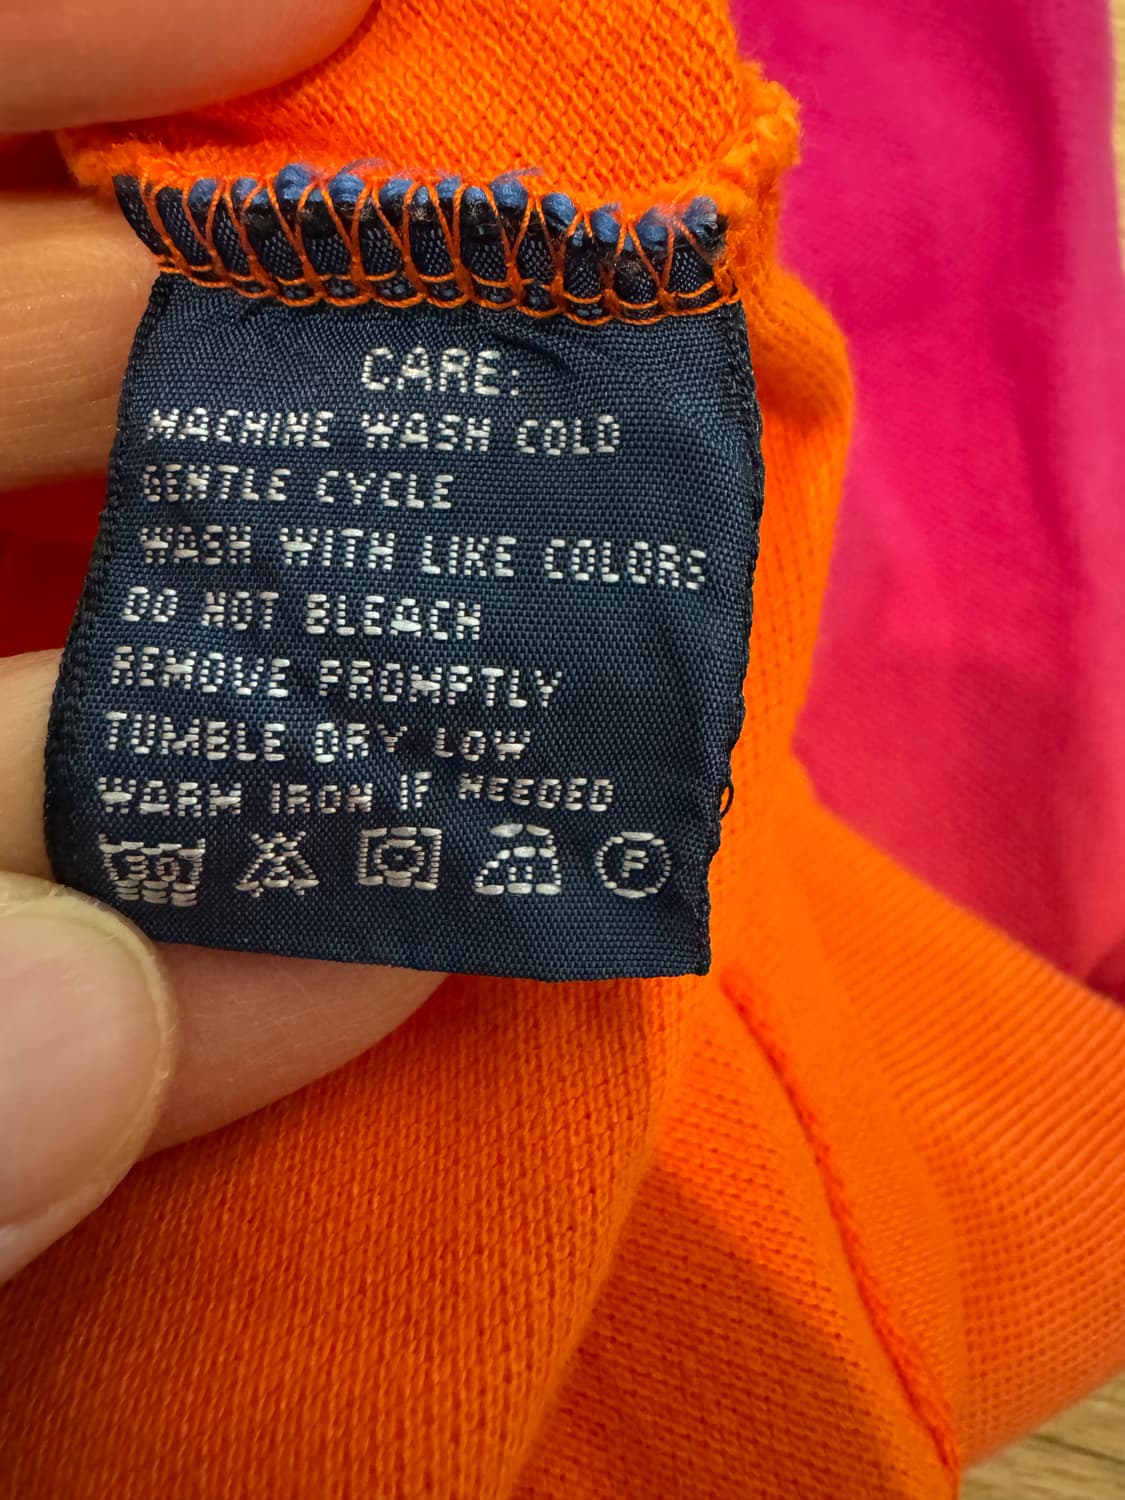 CARE:
MACHINE WASH COLD
GENTLE CYCLE
WASH WITH LIKE COLORS
DO NOT BLEACH
REMOVE PROMPTLY
TUMBLE DRY LOW
WARM IRON IF NEEDED
30 F